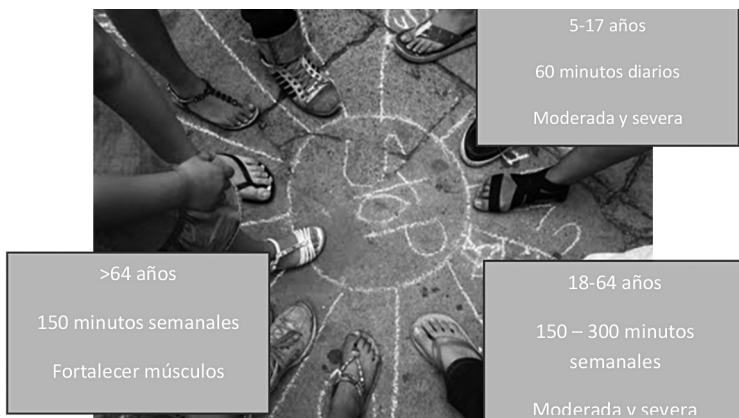 5-17 años
60 minutos diarios
Moderada y severa
STOP
>64 años
150 minutos semanales
Fortalecer músculos
18-64 años
150 – 300 minutos
semanales
Moderada y severa